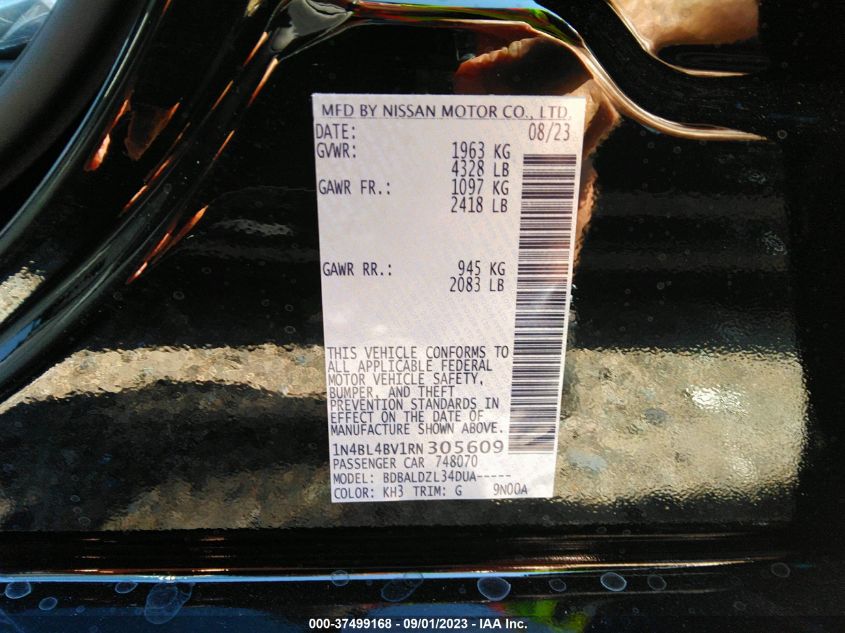 MFD BY NISSAN MOTOR CO., LTD.
DATE: 08/23
GVWR: 1963 KG
4328 LB
GAWR FR.: 1097 KG
2418 LB
GAWR RR.: 945 KG
2083 LB
THIS VEHICLE CONFORMS TO
ALL APPLICABLE FEDERAL
MOTOR VEHICLE SAFETY,
BUMPER, AND THEFT
PREVENTION STANDARDS IN
EFFECT ON THE DATE OF
MANUFACTURE SHOWN ABOVE.
1N4BL4BV1RN305609
PASSENGER CAR 748070
MODEL: BDBALDZL34DUA-----
COLOR: KH3 TRIM: G 9N00A
000-37499168 - 09/01/2023 - IAA Inc.